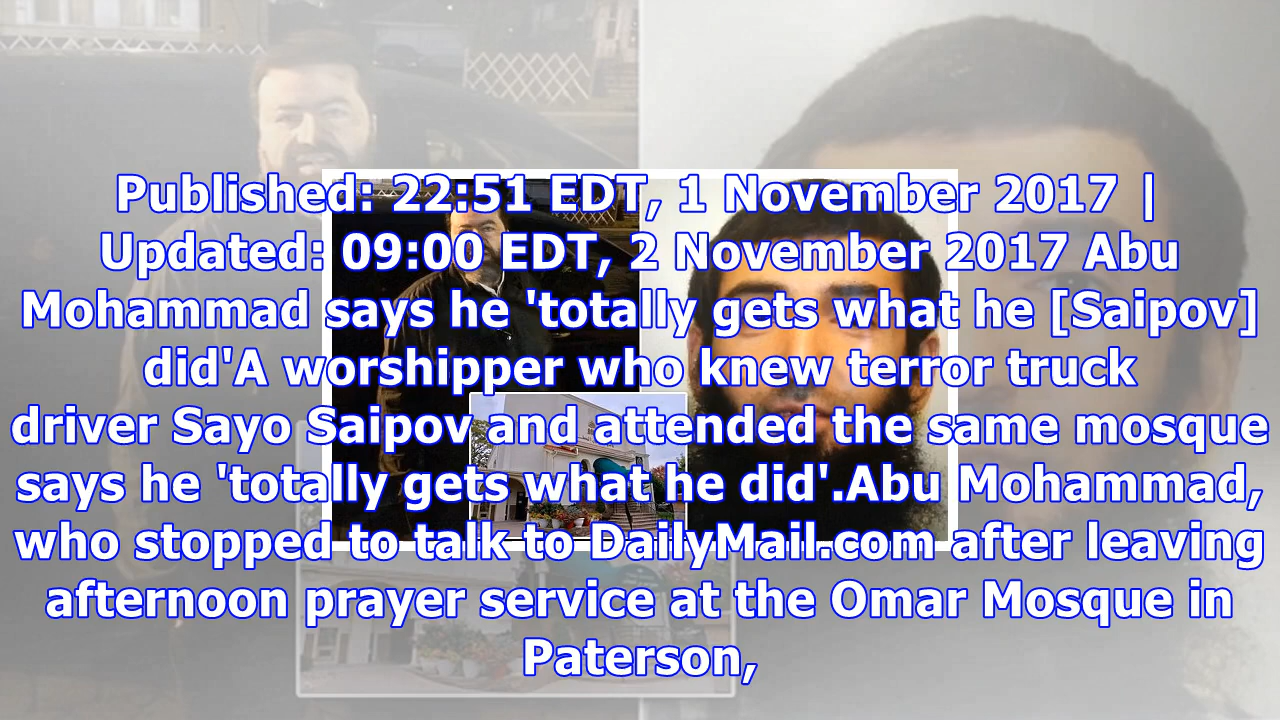 Published: 22:51 EDT, 1 November 2017 |
Updated: 09:00 EDT, 2 November 2017 Abu
Mohammad says he 'totally gets what he [Saipov]
did'A worshipper who knew terror truck
driver Sayo Saipov and attended the same mosque
says he 'totally gets what he did'.Abu Mohammad,
who stopped to talk to DailyMail.com after leaving
afternoon prayer service at the Omar Mosque in
Paterson,